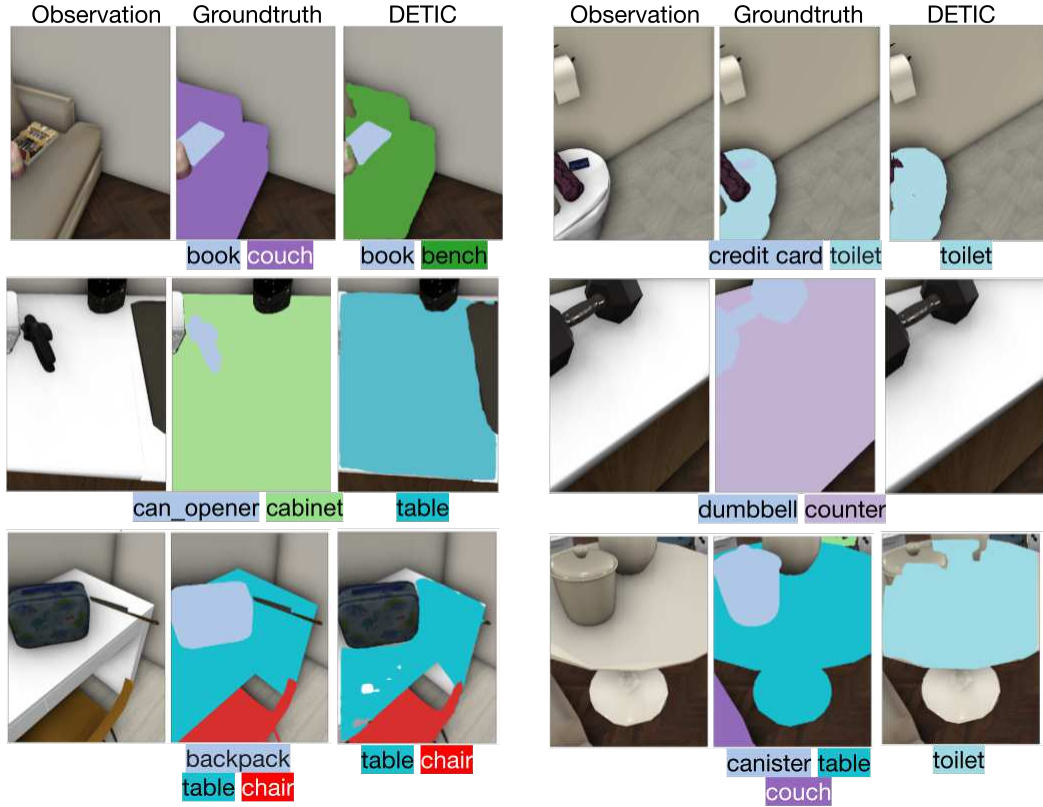 Observation Groundtruth DETIC
Observation Groundtruth DETIC
book couch
book bench
credit card toilet
toilet
can_opener cabinet
table
dumbbell counter
backpack
table chair
table chair
canister table
couch
toilet